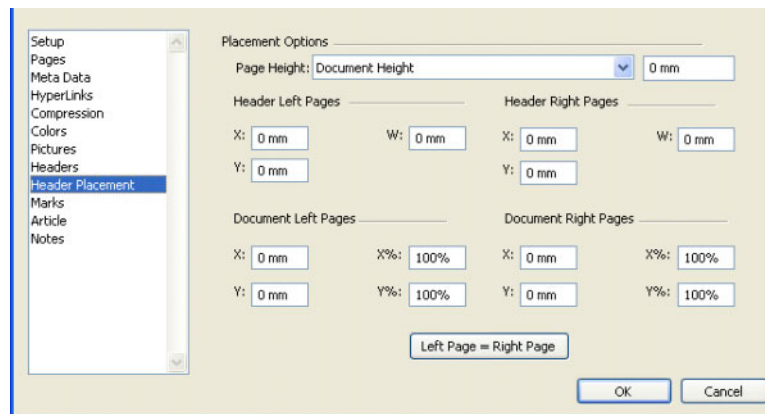 Setup
Pages
Meta Data
HyperLinks
Compression
Colors
Pictures
Headers
Header Placement
Marks
Article
Notes
Placement Options
Page Height: Document Height 0 mm
Header Left Pages Header Right Pages
X: 0 mm W: 0 mm X: 0 mm W: 0 mm
Y: 0 mm Y: 0 mm
Document Left Pages Document Right Pages
X: 0 mm X%: 100% X: 0 mm X%: 100%
Y: 0 mm Y%: 100% Y: 0 mm Y%: 100%
Left Page = Right Page
OK Cancel